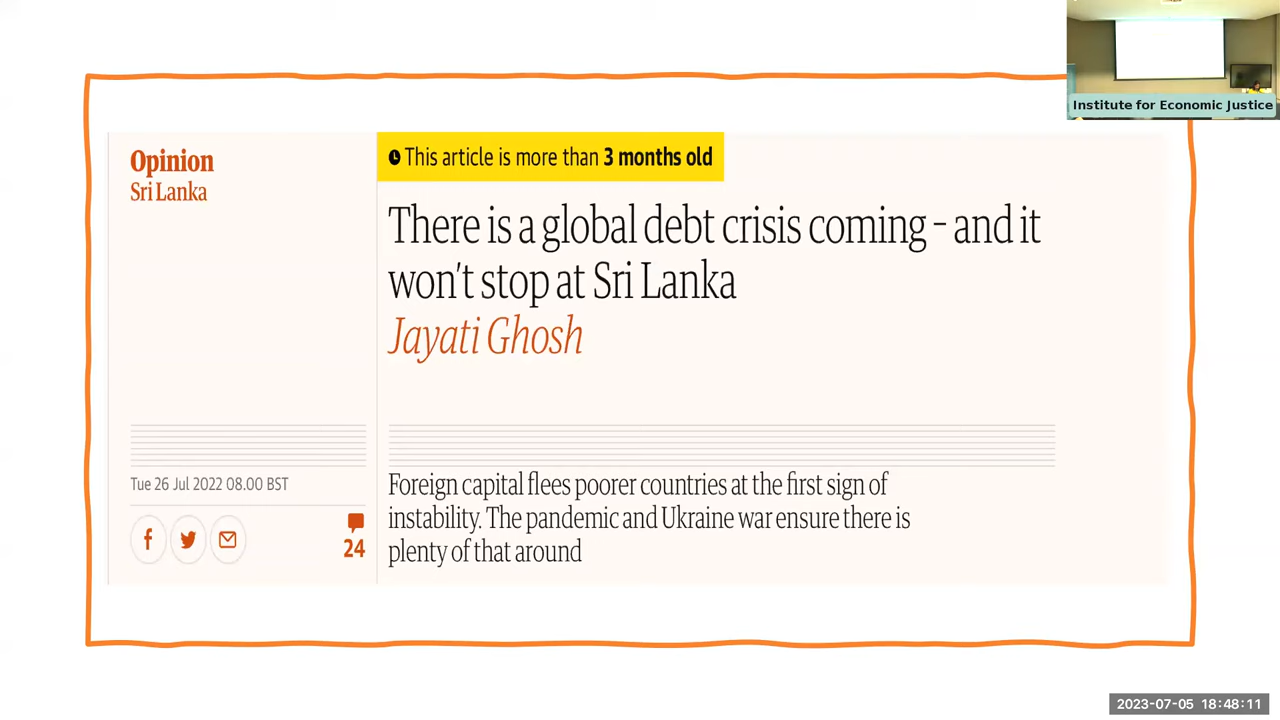 Institute for Economic Justice
Opinion
Sri Lanka
This article is more than 3 months old
There is a global debt crisis coming – and it
won't stop at Sri Lanka
Jayati Ghosh
Tue 26 Jul 2022 08.00 BST
24
Foreign capital flees poorer countries at the first sign of
instability. The pandemic and Ukraine war ensure there is
plenty of that around
2023-07-05 18:48:11